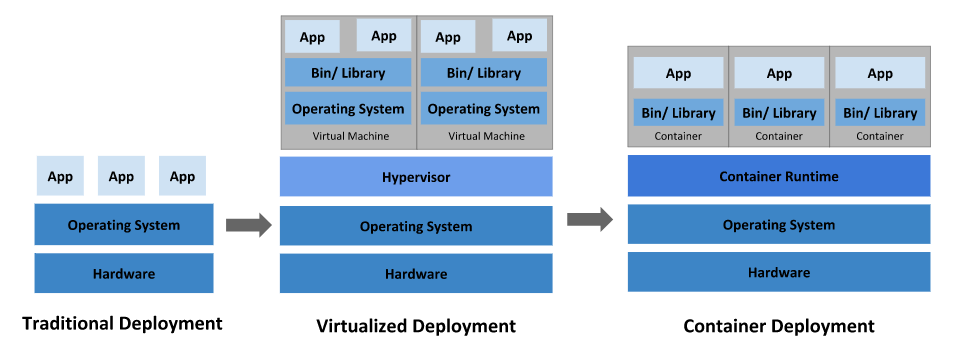 App
App
App
Operating System
Hardware
Traditional Deployment
App
App
Bin/ Library
Operating System
Virtual Machine
App
App
Bin/ Library
Operating System
Virtual Machine
Hypervisor
Operating System
Hardware
Virtualized Deployment
App
Bin/ Library
Container
App
Bin/ Library
Container
App
Bin/ Library
Container
Container Runtime
Operating System
Hardware
Container Deployment